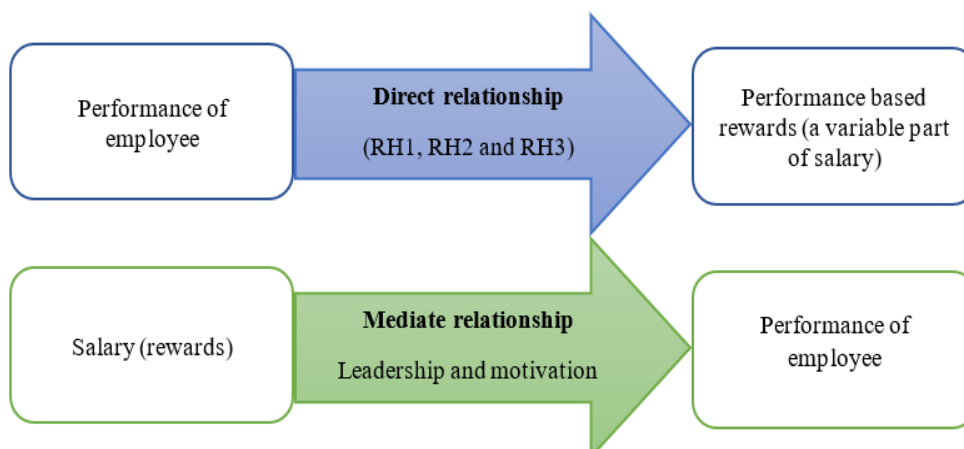 Performance of
employee
Direct relationship
(RH1, RH2 and RH3)
Performance based
rewards (a variable part
of salary)
Salary (rewards)
Mediate relationship
Leadership and motivation
Performance of
employee